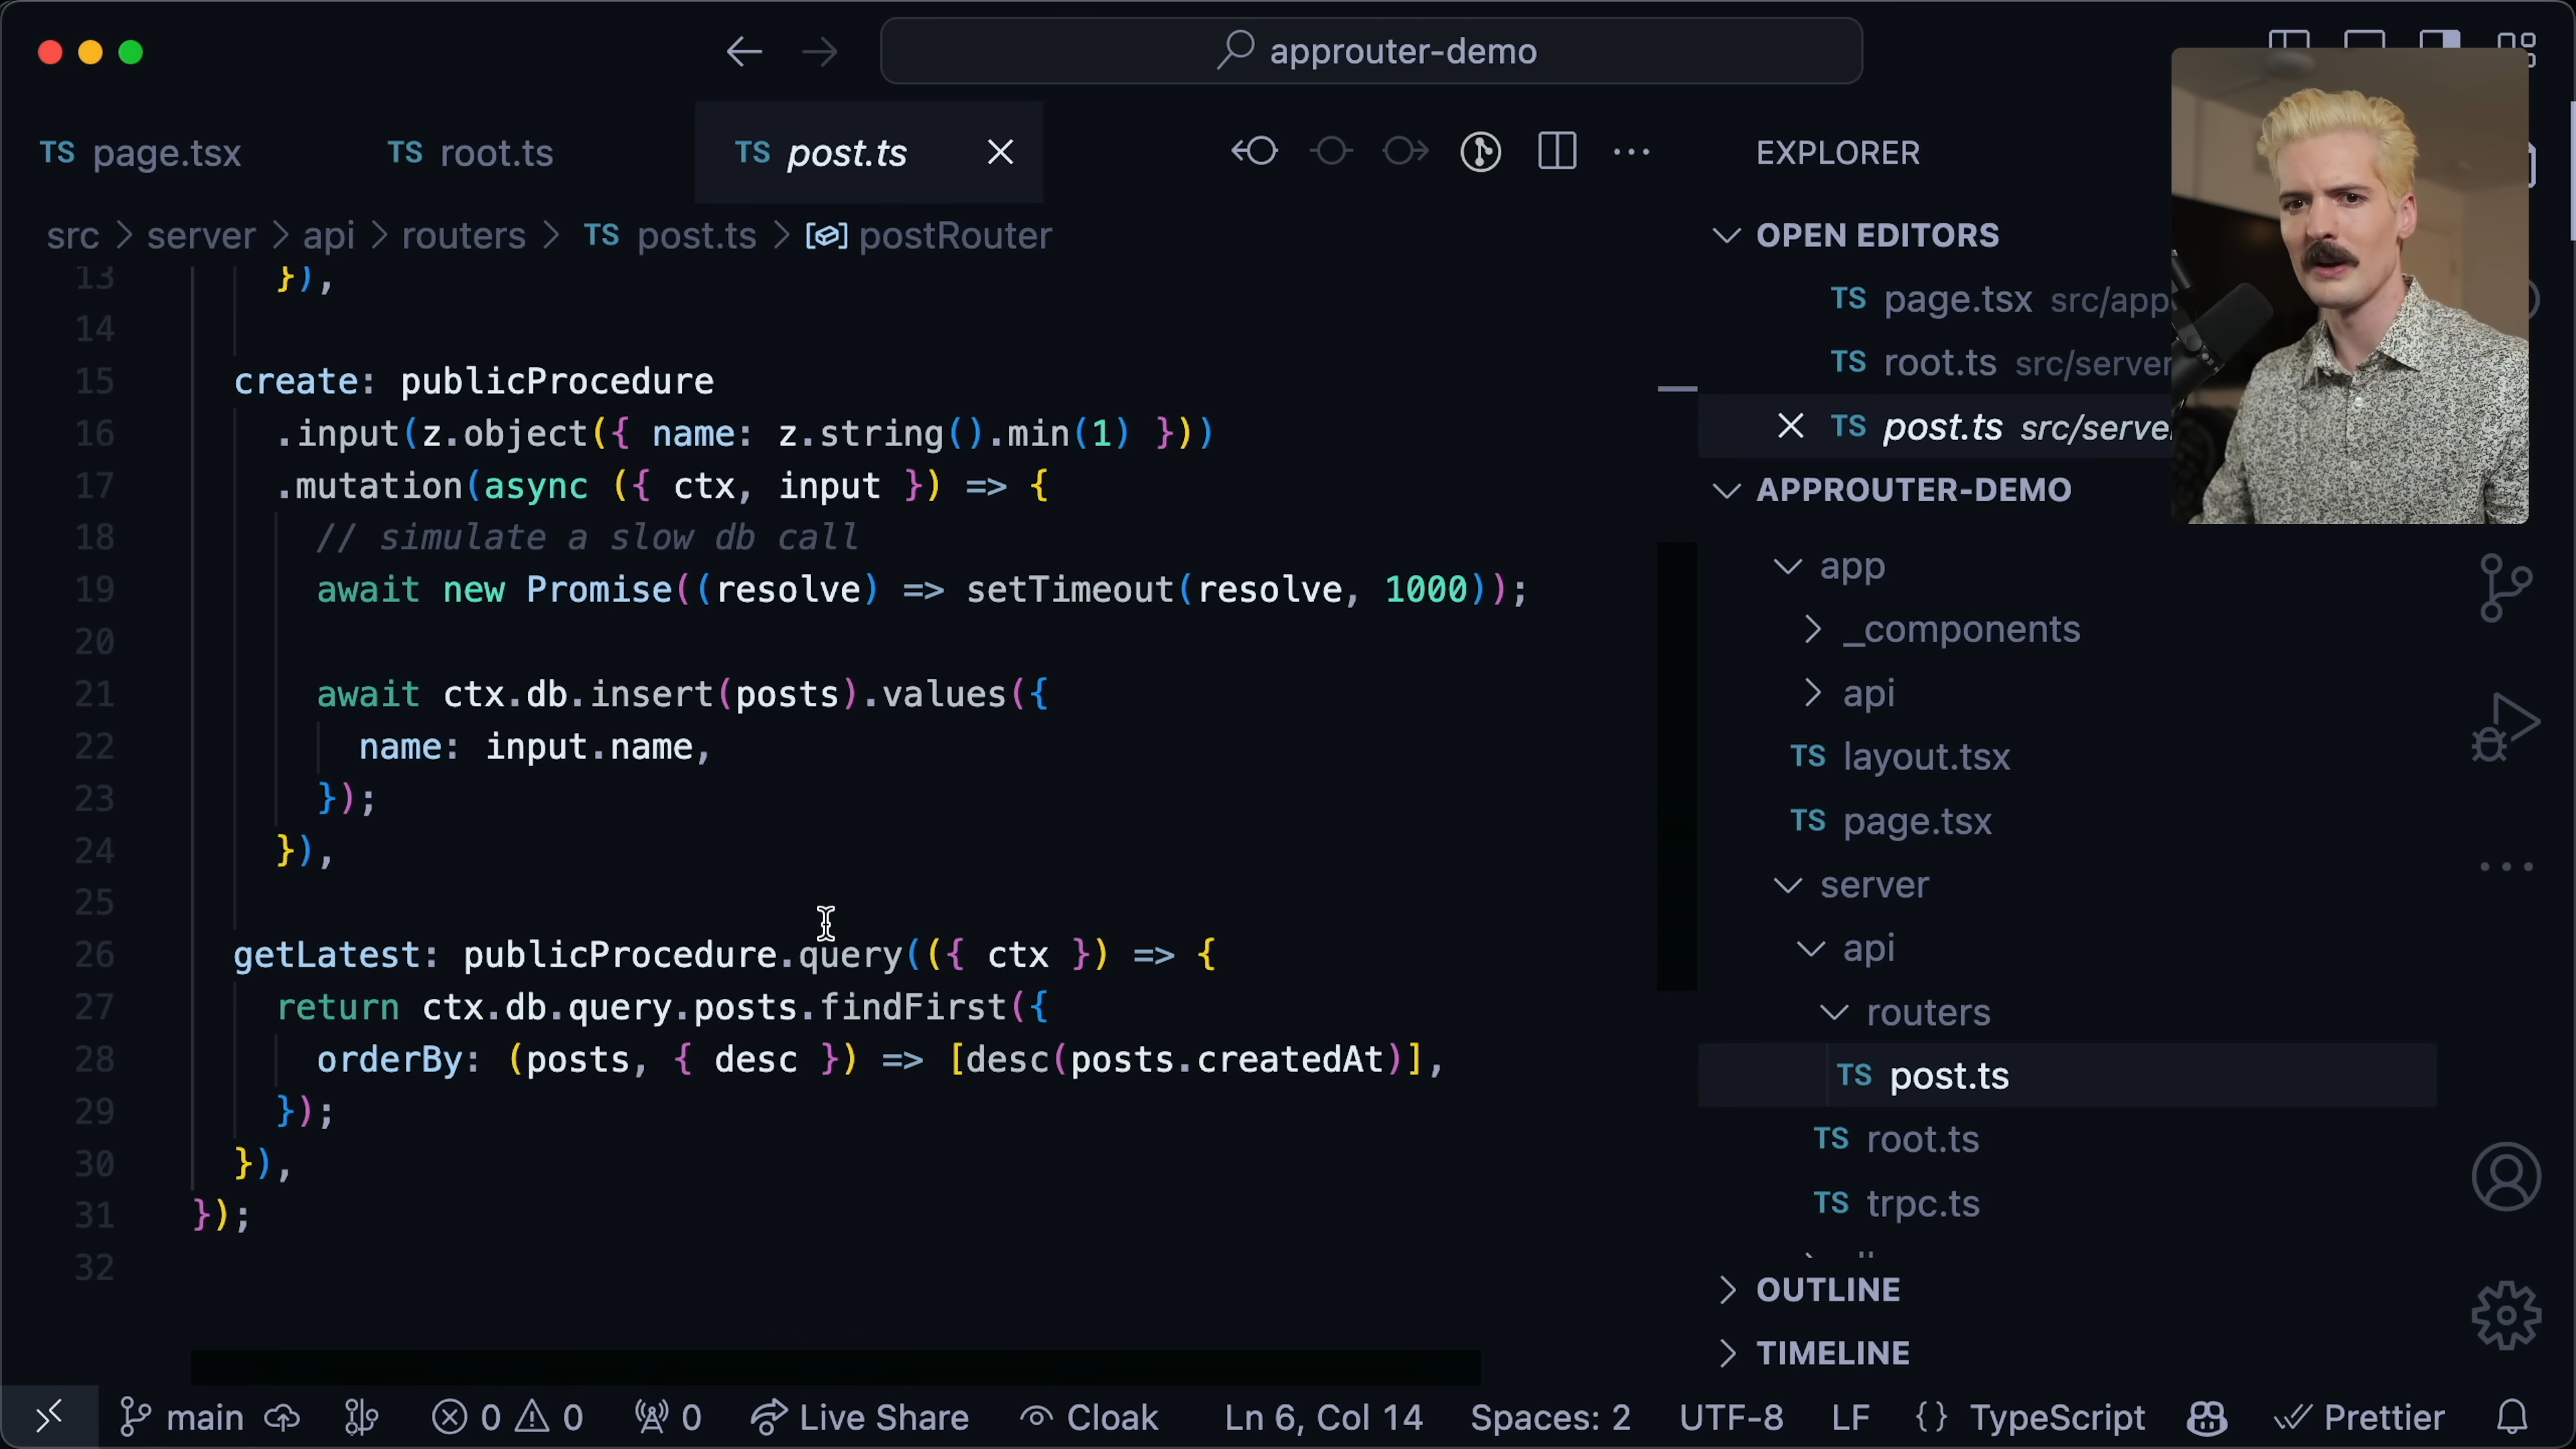 approuter-demo
TS page.tsx
TS root.ts
TS post.ts
src > server > api > routers > TS post.ts > postRouter
13 }),
14
15 create: publicProcedure
16 .input(z.object({ name: z.string().min(1) }))
17 .mutation(async ({ ctx, input }) => {
18 // simulate a slow db call
19 await new Promise((resolve) => setTimeout(resolve, 1000));
20
21 await ctx.db.insert(posts).values({
22 name: input.name,
23 });
24 }),
25
26 getLatest: publicProcedure.query(({ ctx }) => {
27 return ctx.db.query.posts.findFirst({
28 orderBy: (posts, { desc }) => [desc(posts.createdAt)],
29 });
30 }),
31 });
32
EXPLORER
OPEN EDITORS
TS page.tsx src/app
TS root.ts src/server
TS post.ts src/server
APPROUTER-DEMO
app
_components
api
TS layout.tsx
TS page.tsx
server
api
routers
TS post.ts
TS root.ts
TS trpc.ts
OUTLINE
TIMELINE
main
0 0
0
Live Share
Cloak
Ln 6, Col 14
Spaces: 2
UTF-8
LF
{} TypeScript
Prettier